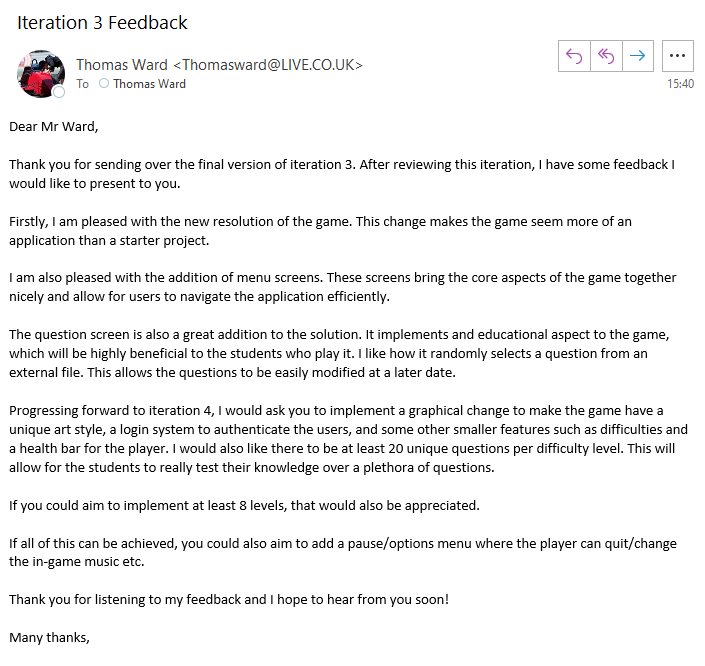 Iteration 3 Feedback
Thomas Ward <Thomasward@LIVE.CO.UK>
To Thomas Ward
15:40
Dear Mr Ward,
Thank you for sending over the final version of iteration 3. After reviewing this iteration, I have some feedback I
would like to present to you.
Firstly, I am pleased with the new resolution of the game. This change makes the game seem more of an
application than a starter project.
I am also pleased with the addition of menu screens. These screens bring the core aspects of the game together
nicely and allow for users to navigate the application efficiently.
The question screen is also a great addition to the solution. It implements and educational aspect to the game,
which will be highly beneficial to the students who play it. I like how it randomly selects a question from an
external file. This allows the questions to be easily modified at a later date.
Progressing forward to iteration 4, I would ask you to implement a graphical change to make the game have a
unique art style, a login system to authenticate the users, and some other smaller features such as difficulties and
a health bar for the player. I would also like there to be at least 20 unique questions per difficulty level. This will
allow for the students to really test their knowledge over a plethora of questions.
If you could aim to implement at least 8 levels, that would also be appreciated.
If all of this can be achieved, you could also aim to add a pause/options menu where the player can quit/change
the in-game music etc.
Thank you for listening to my feedback and I hope to hear from you soon!
Many thanks,